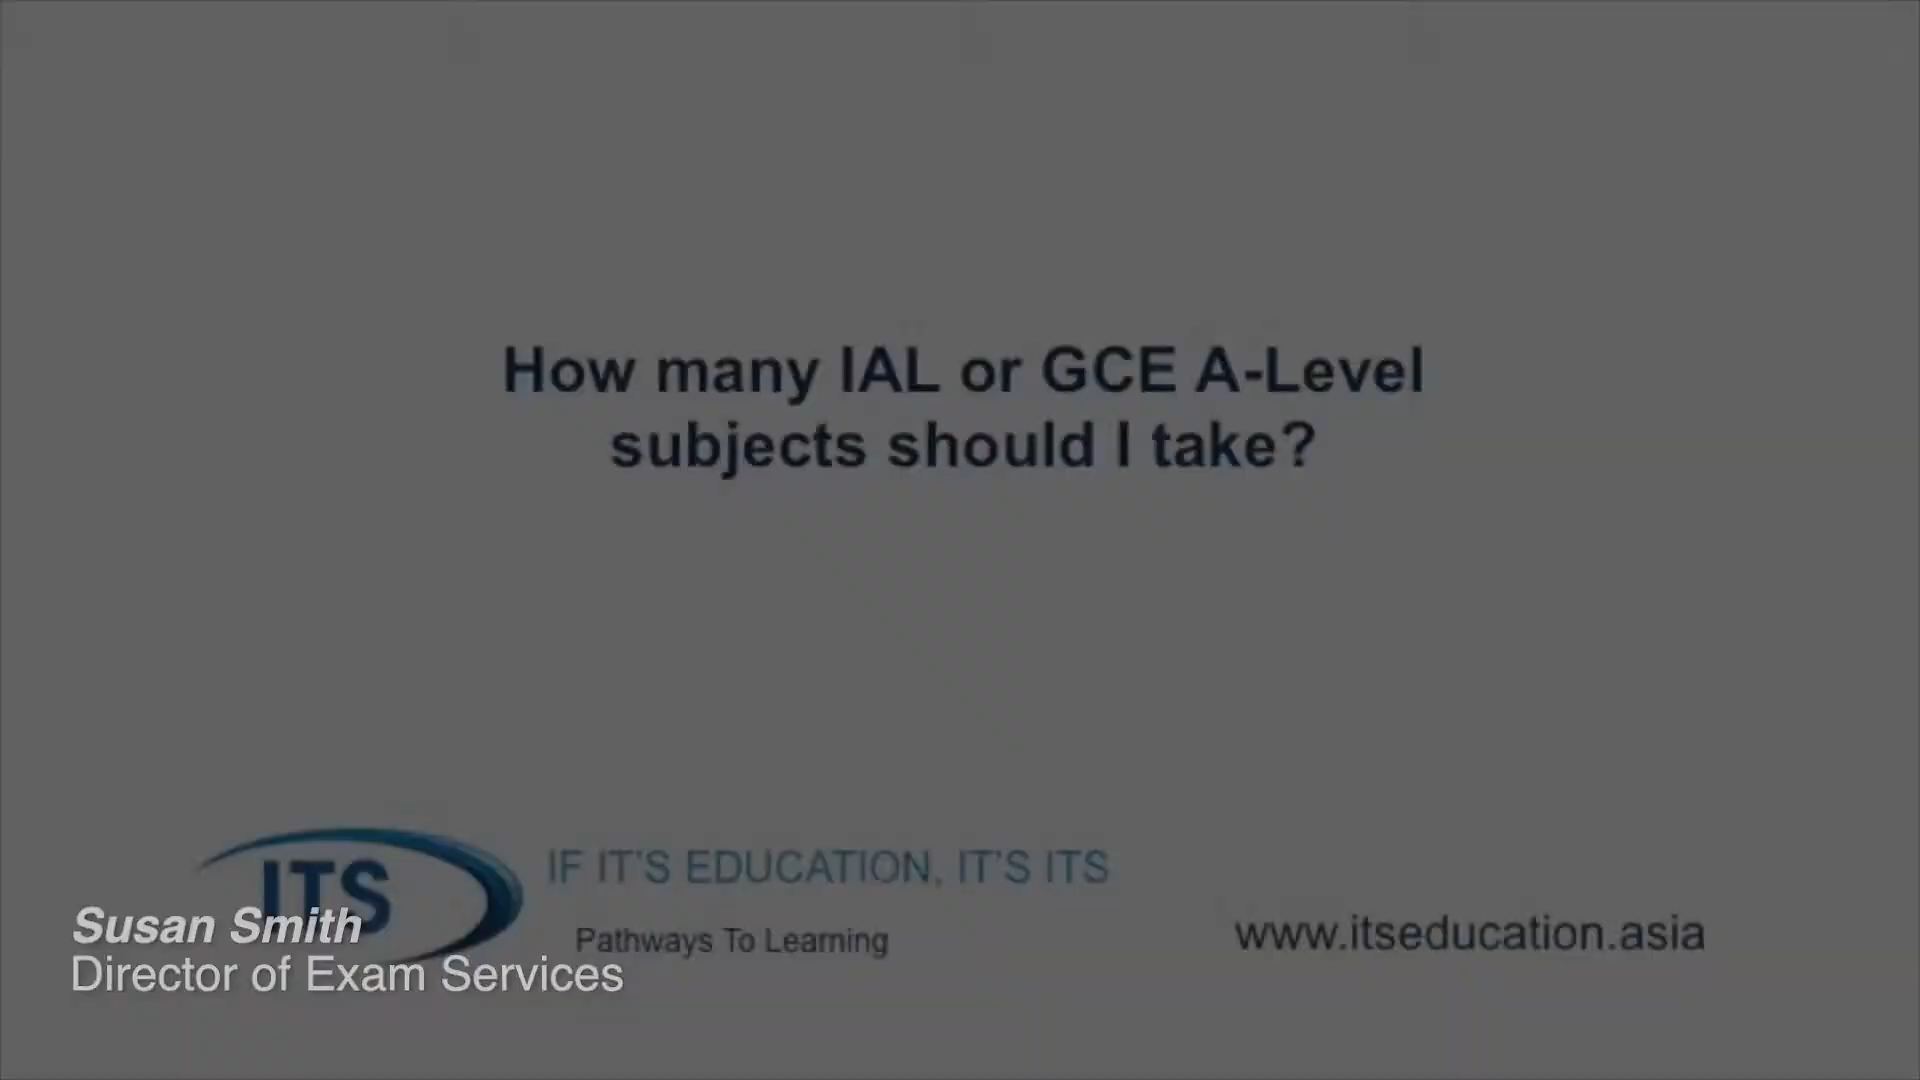 How many IAL or GCE A-Level
subjects should I take?
ITS
IF IT'S EDUCATION, IT'S ITS
Pathways To Learning
www.itseducation.asia
Susan Smith
Director of Exam Services